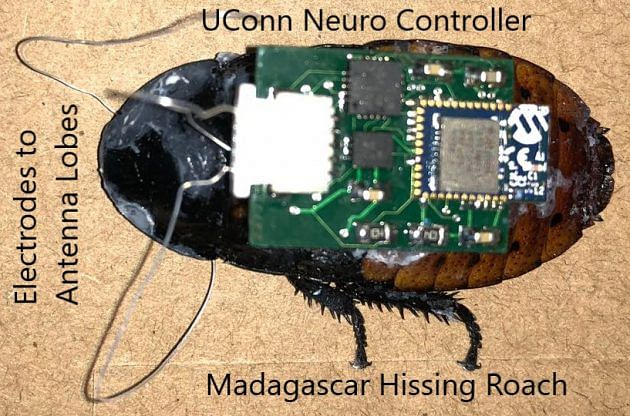 UConn Neuro Controller
Electrodes to
Antenna Lobes
Madagascar Hissing Roach